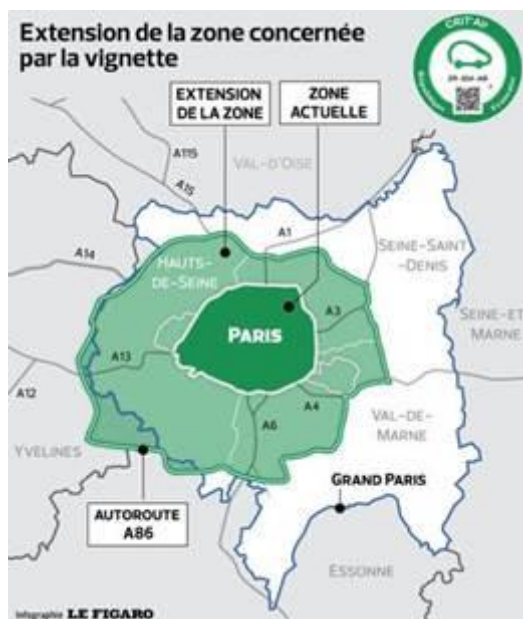 Extension de la zone concernée
par la vignette
CRIT'Air
République
Française
EXTENSION
DE LA ZONE
ZONE
ACTUELLE
A115
A15
VAL-D'OISE
A1
A14
HAUTS-
DE-SEINE
SEINE-SAINT
-DENIS
PARIS
A3
SEINE-ET
MARNE
A13
A12
A4
A6
VAL-DE-
MARNE
YVELINES
GRAND PARIS
AUTOROUTE
A86
ESSONNE
Infographie LE FIGARO